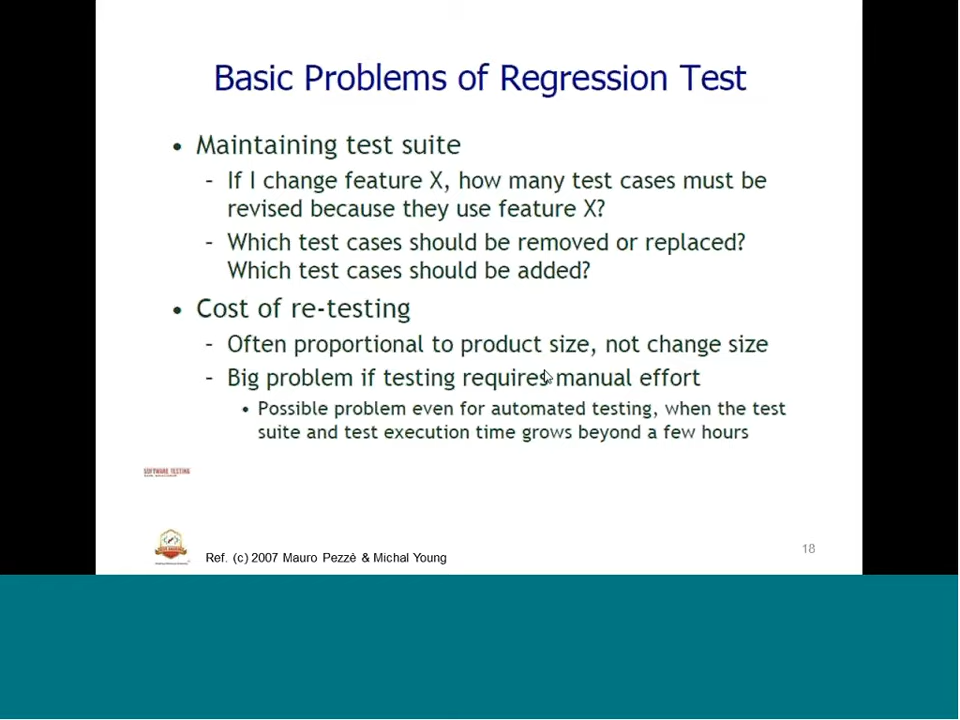 Basic Problems of Regression Test
• Maintaining test suite
– If I change feature X, how many test cases must be
revised because they use feature X?
– Which test cases should be removed or replaced?
Which test cases should be added?
• Cost of re-testing
– Often proportional to product size, not change size
– Big problem if testing requires manual effort
• Possible problem even for automated testing, when the test
suite and test execution time grows beyond a few hours
SOFTWARE TESTING
Ref. (c) 2007 Mauro Pezzè & Michal Young
18